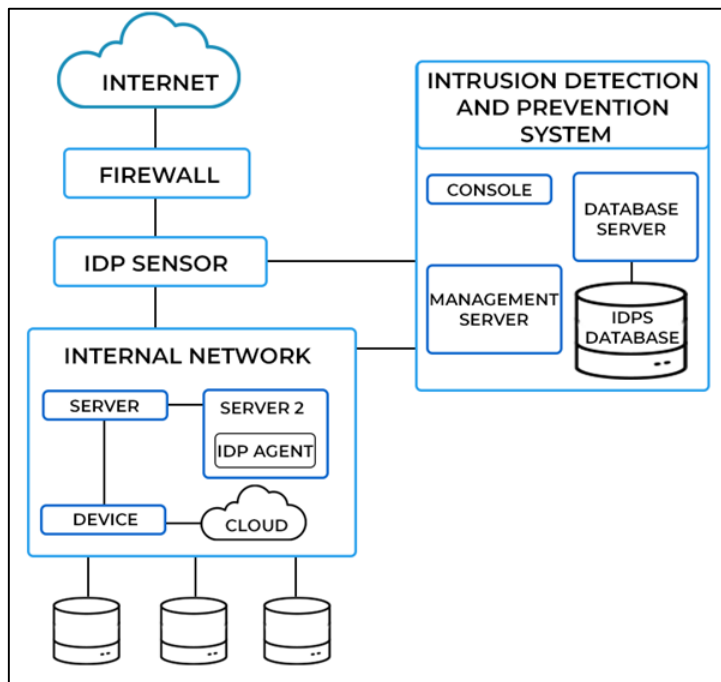 INTERNET
FIREWALL
IDP SENSOR
INTERNAL NETWORK
SERVER
SERVER 2
IDP AGENT
DEVICE
CLOUD
INTRUSION DETECTION
AND PREVENTION
SYSTEM
CONSOLE
DATABASE
SERVER
MANAGEMENT
SERVER
IDPS
DATABASE